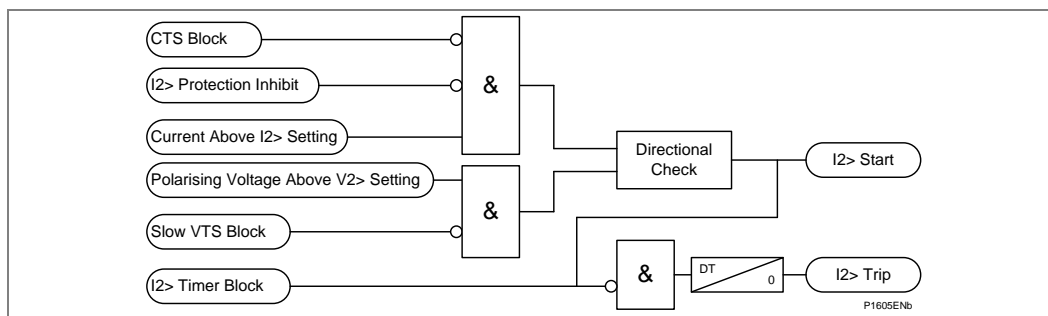 CTS Block
I2> Protection Inhibit
&
Current Above I2> Setting
Directional
Check
I2> Start
Polarising Voltage Above V2> Setting
&
Slow VTS Block
I2> Timer Block
&
DT
0
I2> Trip
P1605ENb